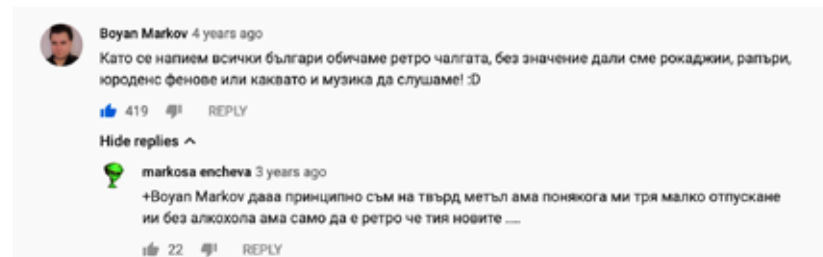 Boyan Markov 4 years ago
Като се напием всички българи обичаме ретро чалгата, без значение дали сме рокаджии, рапъри,
юроденс фенове или каквато и музика да слушаме! :D
419 REPLY
Hide replies
markosa encheva 3 years ago
+Boyan Markov дааа принципно съм на твърд метъл ама понякога ми тря малко отпускане
ии без алкохола ама само да е ретро че тия новите .....
22 REPLY